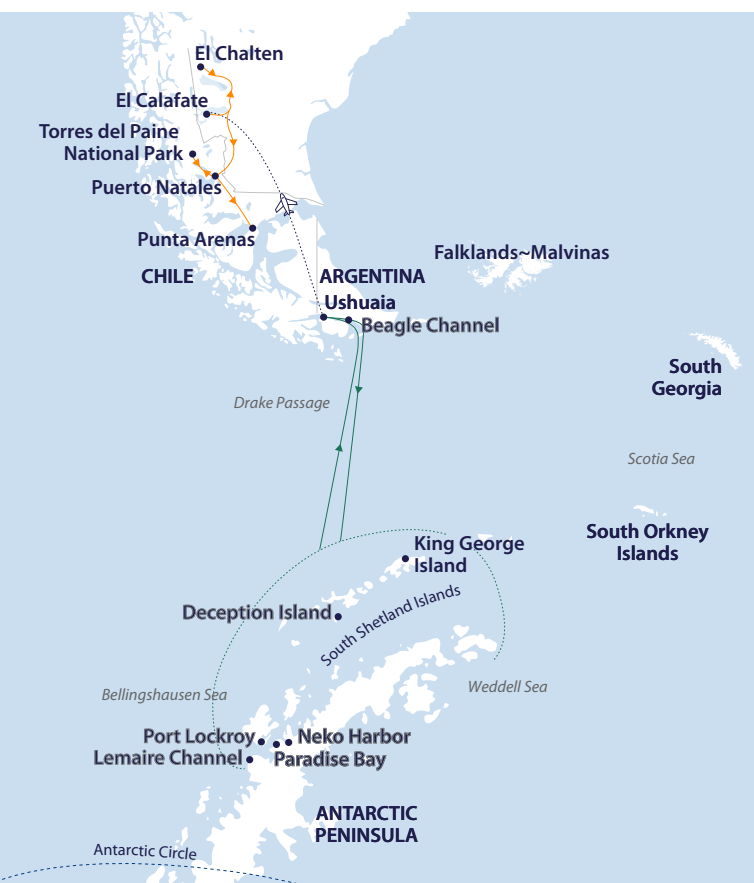 El Chalten
El Calafate
Torres del Paine
National Park
Puerto Natales
Punta Arenas
CHILE
ARGENTINA
Ushuaia
Beagle Channel
Falklands~Malvinas
South
Georgia
Drake Passage
Scotia Sea
South Orkney
Islands
King George
Island
Deception Island
South Shetland Islands
Bellingshausen Sea
Weddell Sea
Port Lockroy
Neko Harbor
Lemaire Channel
Paradise Bay
ANTARCTIC
PENINSULA
Antarctic Circle